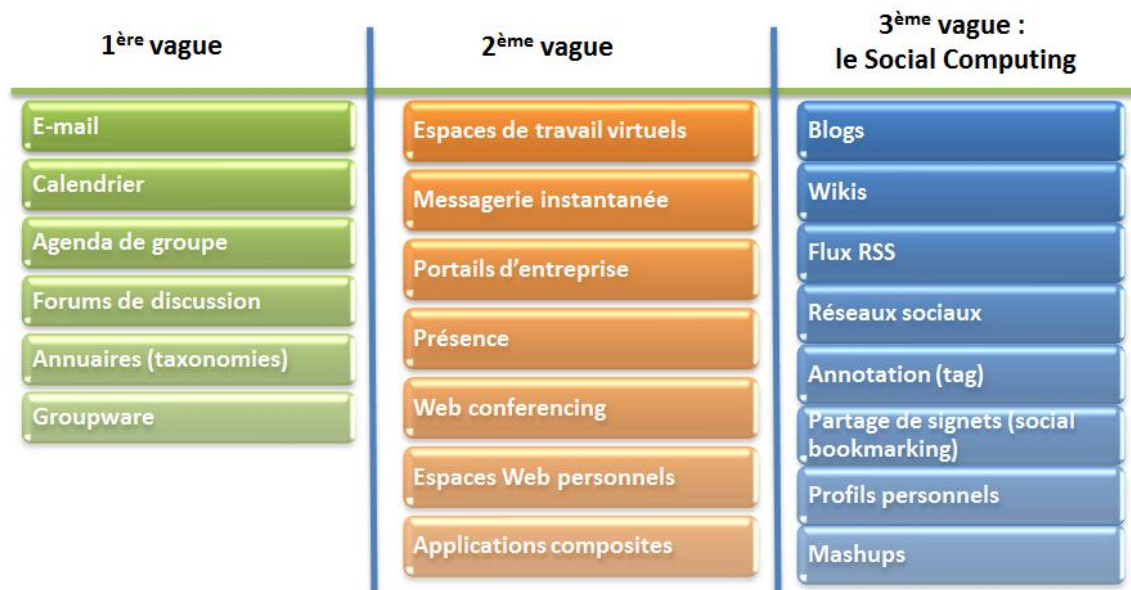 1ère vague
E-mail
Calendrier
Agenda de groupe
Forums de discussion
Annuaires (taxonomies)
Groupware
2ème vague
Espaces de travail virtuels
Messagerie instantanée
Portails d’entreprise
Présence
Web conferencing
Espaces Web personnels
Applications composites
3ème vague :
le Social Computing
Blogs
Wikis
Flux RSS
Réseaux sociaux
Annotation (tag)
Partage de signets (social
bookmarking)
Profils personnels
Mashups